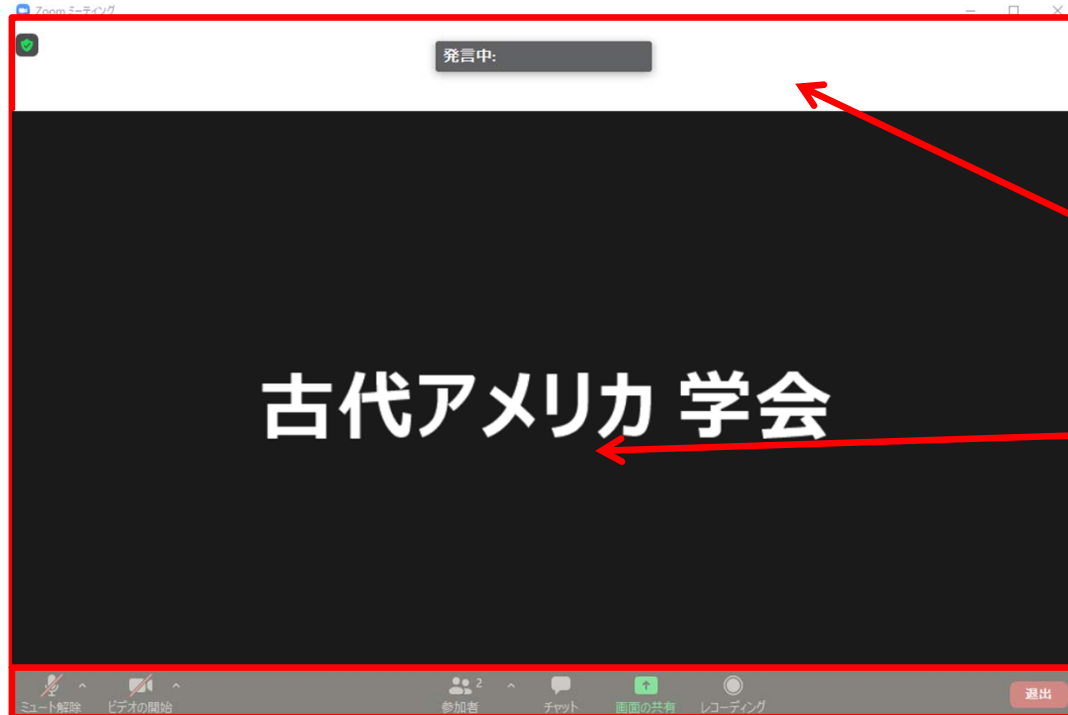 Zoom ミーティング
発言中:
古代アメリカ 学会
ミュート解除 ビデオの開始 参加者 2 チャット 画面の共有 レコーディング 退出